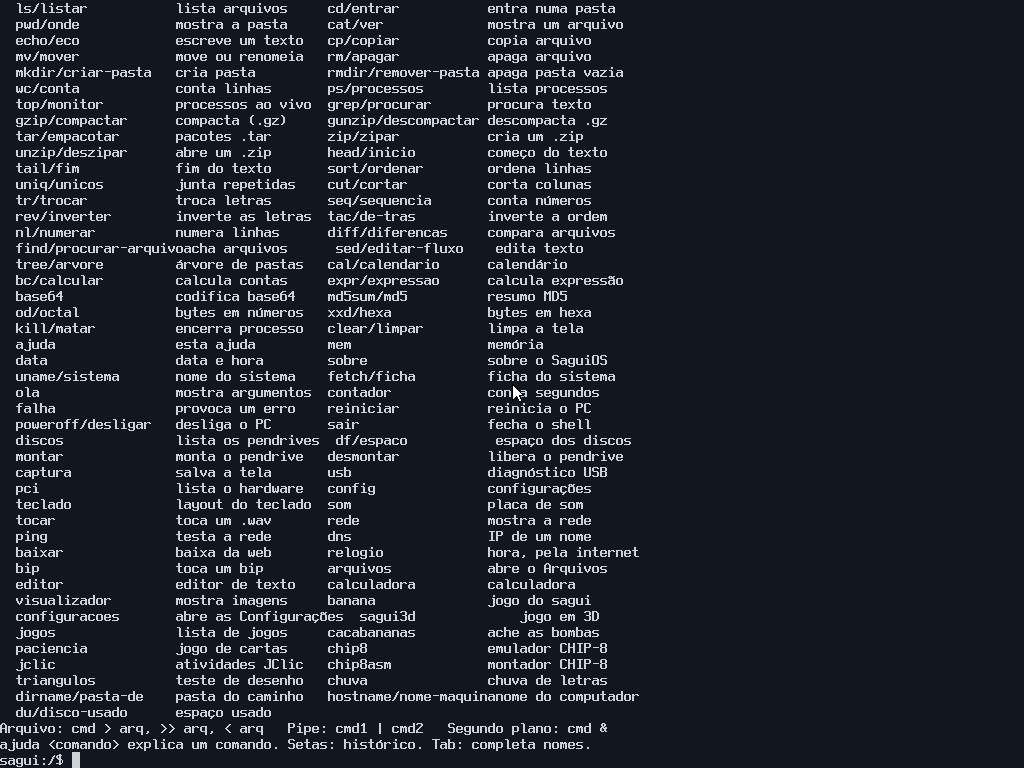 ls/listar lista arquivos cd/entrar entra numa pasta
pwd/onde mostra a pasta cat/ver mostra um arquivo
echo/eco escreve um texto cp/copiar copia arquivo
mv/mover move ou renomeia rm/apagar apaga arquivo
mkdir/criar-pasta cria pasta rmdir/remover-pasta apaga pasta vazia
wc/conta conta linhas ps/processos lista processos
top/monitor processos ao vivo grep/procurar procura texto
gzip/compactar compacta (.gz) gunzip/descompactar descompacta .gz
tar/empacotar pacotes .tar zip/zipar cria um .zip
unzip/deszipar abre um .zip head/inicio começo do texto
tail/fim fim do texto sort/ordenar ordena linhas
uniq/unicos junta repetidas cut/cortar corta colunas
tr/trocar troca letras seq/sequencia conta números
rev/inverter inverte as letras tac/de-tras inverte a ordem
nl/numerar numera linhas diff/diferencas compara arquivos
find/procurar-arquivoacha arquivos sed/editar-fluxo edita texto
tree/arvore árvore de pastas cal/calendario calendário
bc/calcular calcula contas expr/expressao calcula expressão
base64 codifica base64 md5sum/md5 resumo MD5
od/octal bytes em números xxd/hexa bytes em hexa
kill/matar encerra processo clear/limpar limpa a tela
ajuda esta ajuda mem memória
data data e hora sobre sobre o SaguiOS
uname/sistema nome do sistema fetch/ficha ficha do sistema
ola mostra argumentos contador conta segundos
falha provoca um erro reiniciar reinicia o PC
poweroff/desligar desliga o PC sair fecha o shell
discos lista os pendrives df/espaco espaço dos discos
montar monta o pendrive desmontar libera o pendrive
captura salva a tela usb diagnóstico USB
pci lista o hardware config configurações
teclado layout do teclado som placa de som
tocar toca um .wav rede mostra a rede
ping testa a rede dns IP de um nome
baixar baixa da web relogio hora, pela internet
bip toca um bip arquivos abre o Arquivos
editor editor de texto calculadora calculadora
visualizador mostra imagens banana jogo do sagui
configuracoes abre as Configurações sagui3d jogo em 3D
jogos lista de jogos cacabananas ache as bombas
paciencia jogo de cartas chip8 emulador CHIP-8
jclic atividades JClic chip8asm montador CHIP-8
triangulos teste de desenho chuva chuva de letras
dirname/pasta-de pasta do caminho hostname/nome-maquinanome do computador
du/disco-usado espaço usado
Arquivo: cmd > arq, >> arq, < arq Pipe: cmd1 | cmd2 Segundo plano: cmd &
ajuda <comando> explica um comando. Setas: histórico. Tab: completa nomes.
sagui:/$